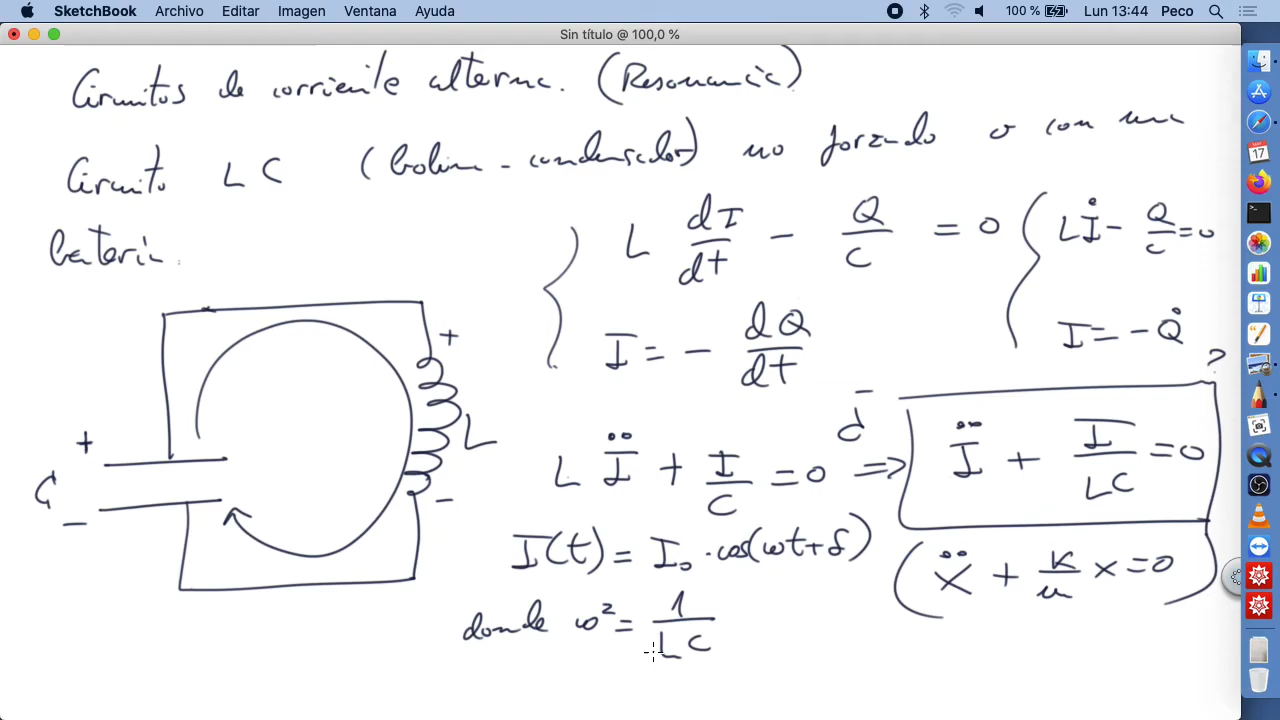 SketchBook Archivo Editar Imagen Ventana Ayuda 100 % Lun 13:44 Peco
Sin título @ 100,0 %
Circuitos de corriente alterna. (Resonancia)
Circuito LC (bobina - condensador) no forzado o con una
batería.
L dI/dt - Q/C = 0
L İ - Q/C = 0
I = - dQ/dt
I = - Q̇
?
+
+
L
C
-
-
d
L Ï + I/C = 0 => Ï + I/LC = 0
I(t) = I₀ · cos(ωt+δ)
(ẍ + k/m x = 0)
donde ω² = 1/LC
MAY
17